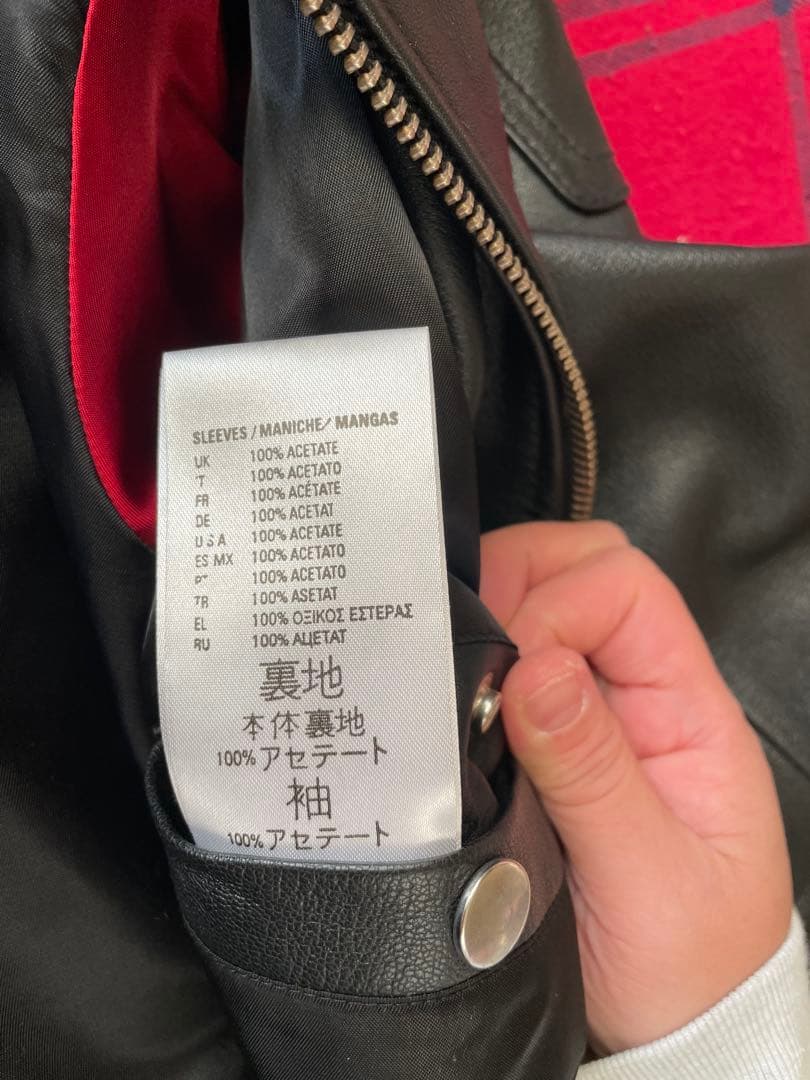 SLEEVES / MANICHE/ MANGAS
UK 100% ACETATE
IT 100% ACETATO
FR 100% ACÉTATE
DE 100% ACETAT
USA 100% ACETATE
ES MX 100% ACETATO
PT 100% ACETATO
TR 100% ASETAT
EL 100% ΟΞΙΚΟΣ ΕΣΤΕΡΑΣ
RU 100% АЦЕТАТ
裏地
本体裏地
100% アセテート
袖
100% アセテート